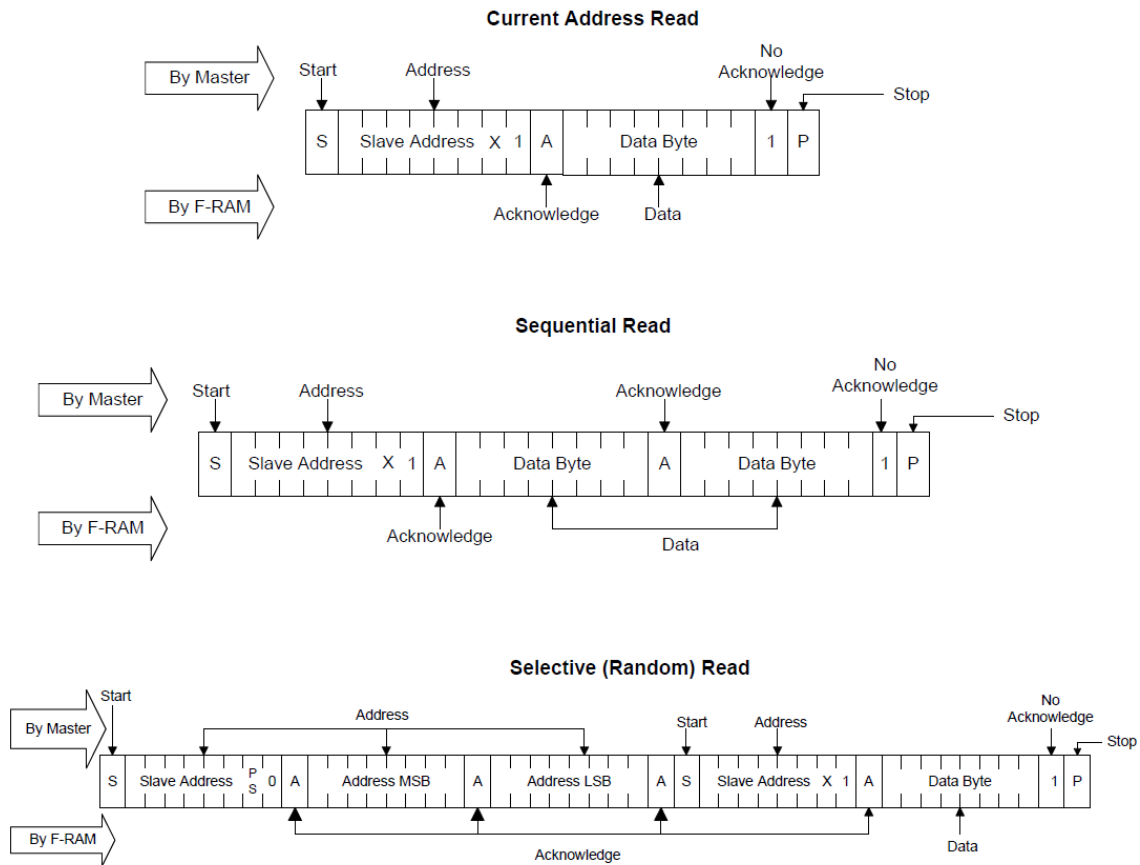 Current Address Read
By Master
Start
Address
No
Acknowledge
Stop
S Slave Address X 1 A Data Byte 1 P
By F-RAM
Acknowledge
Data
Sequential Read
By Master
Start
Address
Acknowledge
No
Acknowledge
Stop
S Slave Address X 1 A Data Byte A Data Byte 1 P
By F-RAM
Acknowledge
Data
Selective (Random) Read
By Master
Start
Address
Start
Address
No
Acknowledge
Stop
S Slave Address P S 0 A Address MSB A Address LSB A S Slave Address X 1 A Data Byte 1 P
By F-RAM
Acknowledge
Data